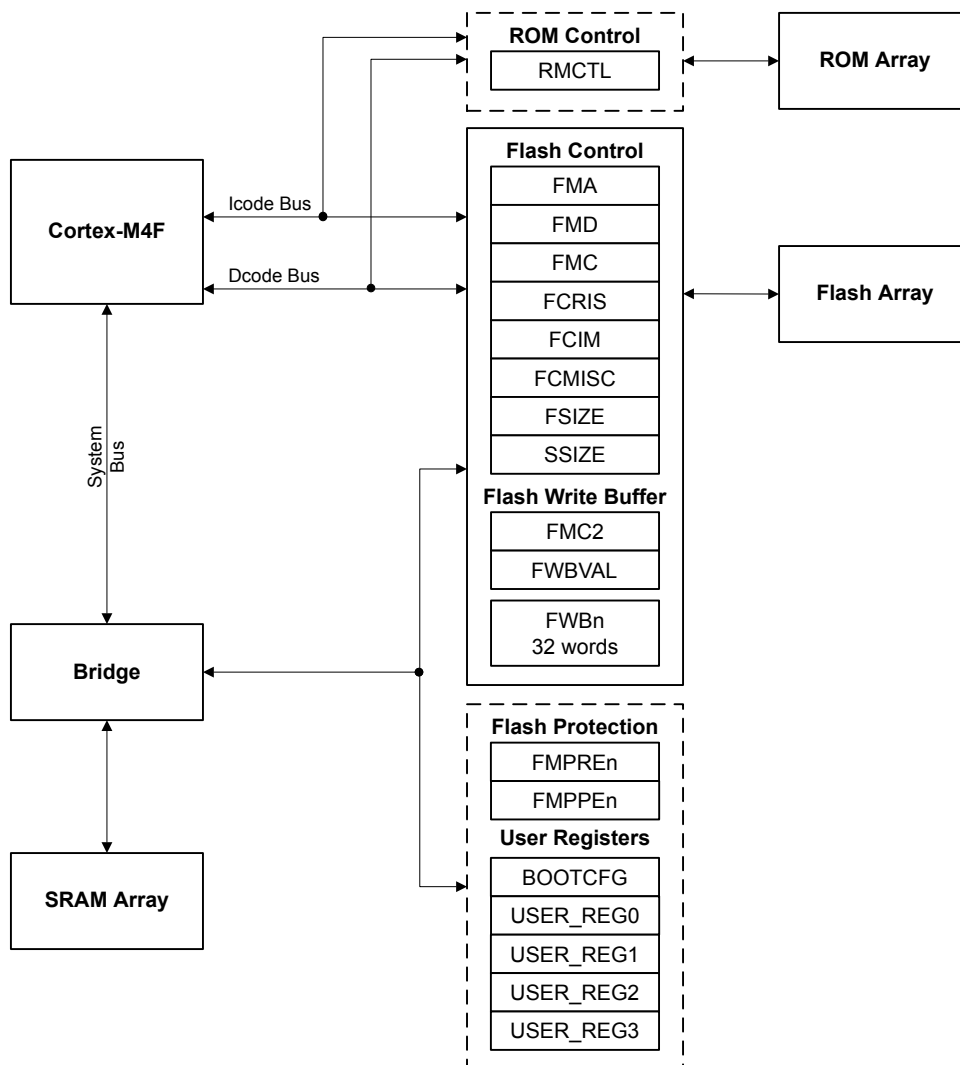 ROM Control
RMCTL
ROM Array
Flash Control
FMA
FMD
FMC
FCRIS
FCIM
FCMISC
FSIZE
SSIZE
Cortex-M4F
Icode Bus
Dcode Bus
Flash Array
System
Bus
Flash Write Buffer
FMC2
FWBVAL
FWBn
32 words
Bridge
Flash Protection
FMPREn
FMPPEn
User Registers
BOOTCFG
USER_REG0
USER_REG1
USER_REG2
USER_REG3
SRAM Array